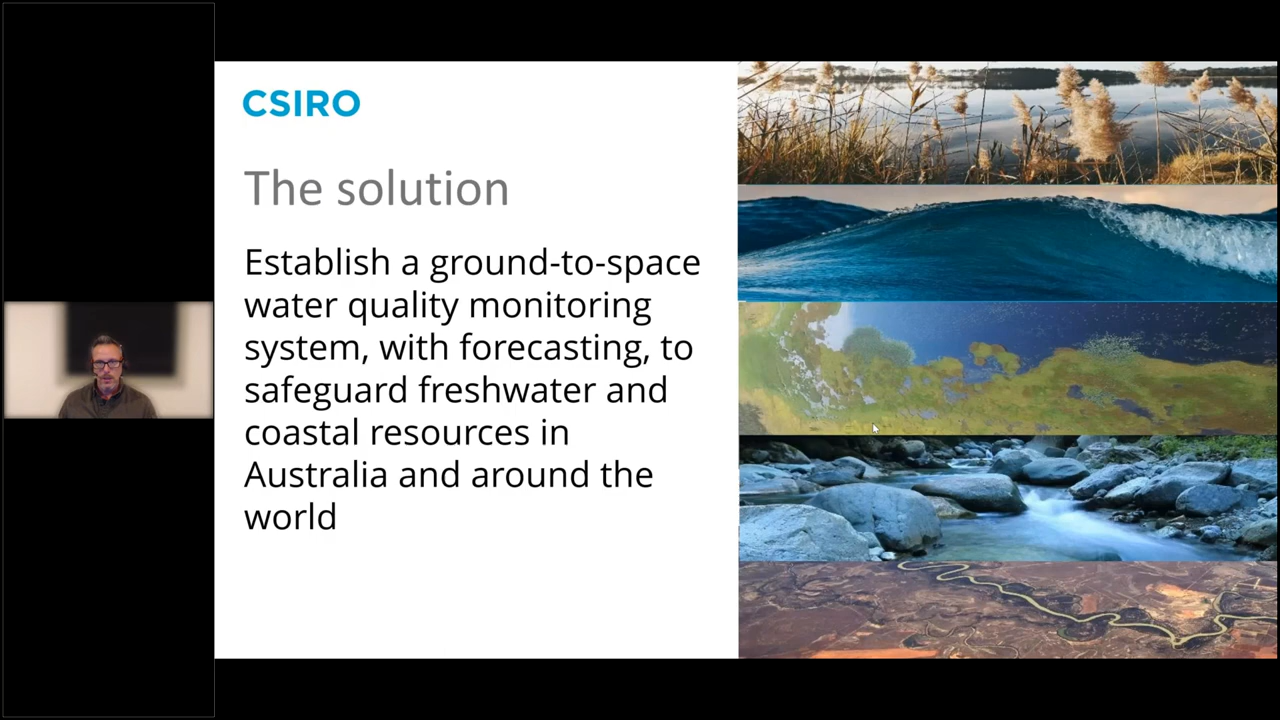 CSIRO
The solution
Establish a ground-to-space
water quality monitoring
system, with forecasting, to
safeguard freshwater and
coastal resources in
Australia and around the
world